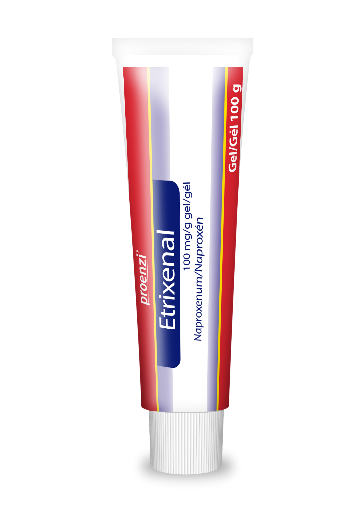 proenzi
Etrixenal
100 mg/g gel/gél
Naproxenum/Naproxén
Gel/Gél 100 g